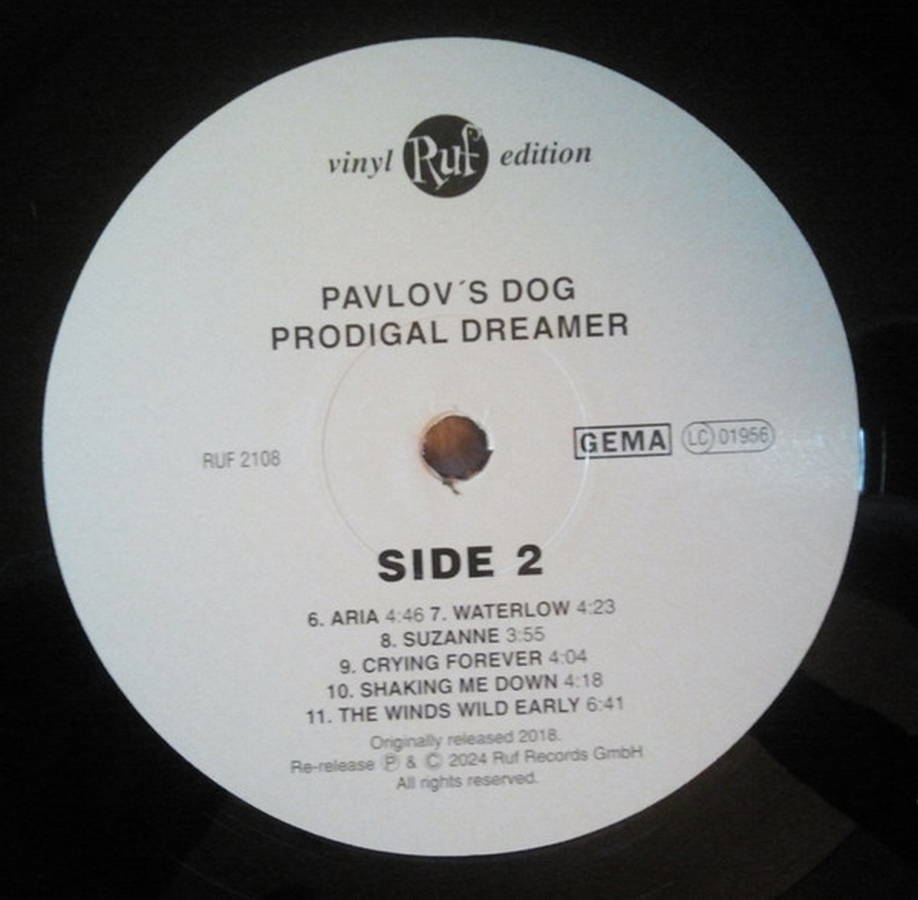 vinyl Ruf edition
PAVLOV´S DOG
PRODIGAL DREAMER
RUF 2108
GEMA LC 01956
SIDE 2
6. ARIA 4:46 7. WATERLOW 4:23
8. SUZANNE 3:55
9. CRYING FOREVER 4:04
10. SHAKING ME DOWN 4:18
11. THE WINDS WILD EARLY 6:41
Originally released 2018.
Re-release Ⓟ & © 2024 Ruf Records GmbH
All rights reserved.